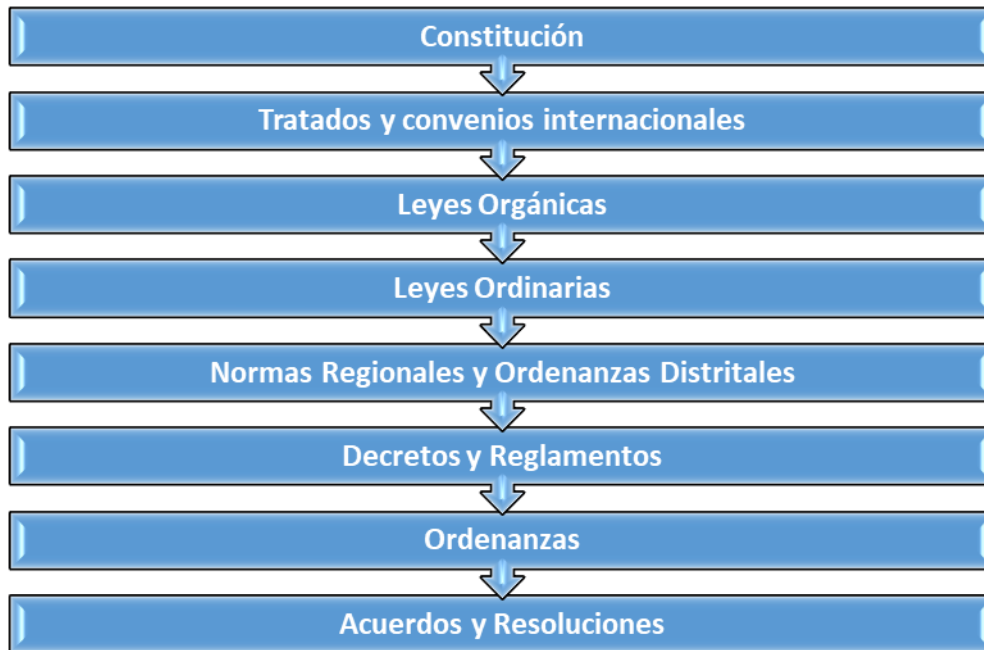 Constitución
Tratados y convenios internacionales
Leyes Orgánicas
Leyes Ordinarias
Normas Regionales y Ordenanzas Distritales
Decretos y Reglamentos
Ordenanzas
Acuerdos y Resoluciones